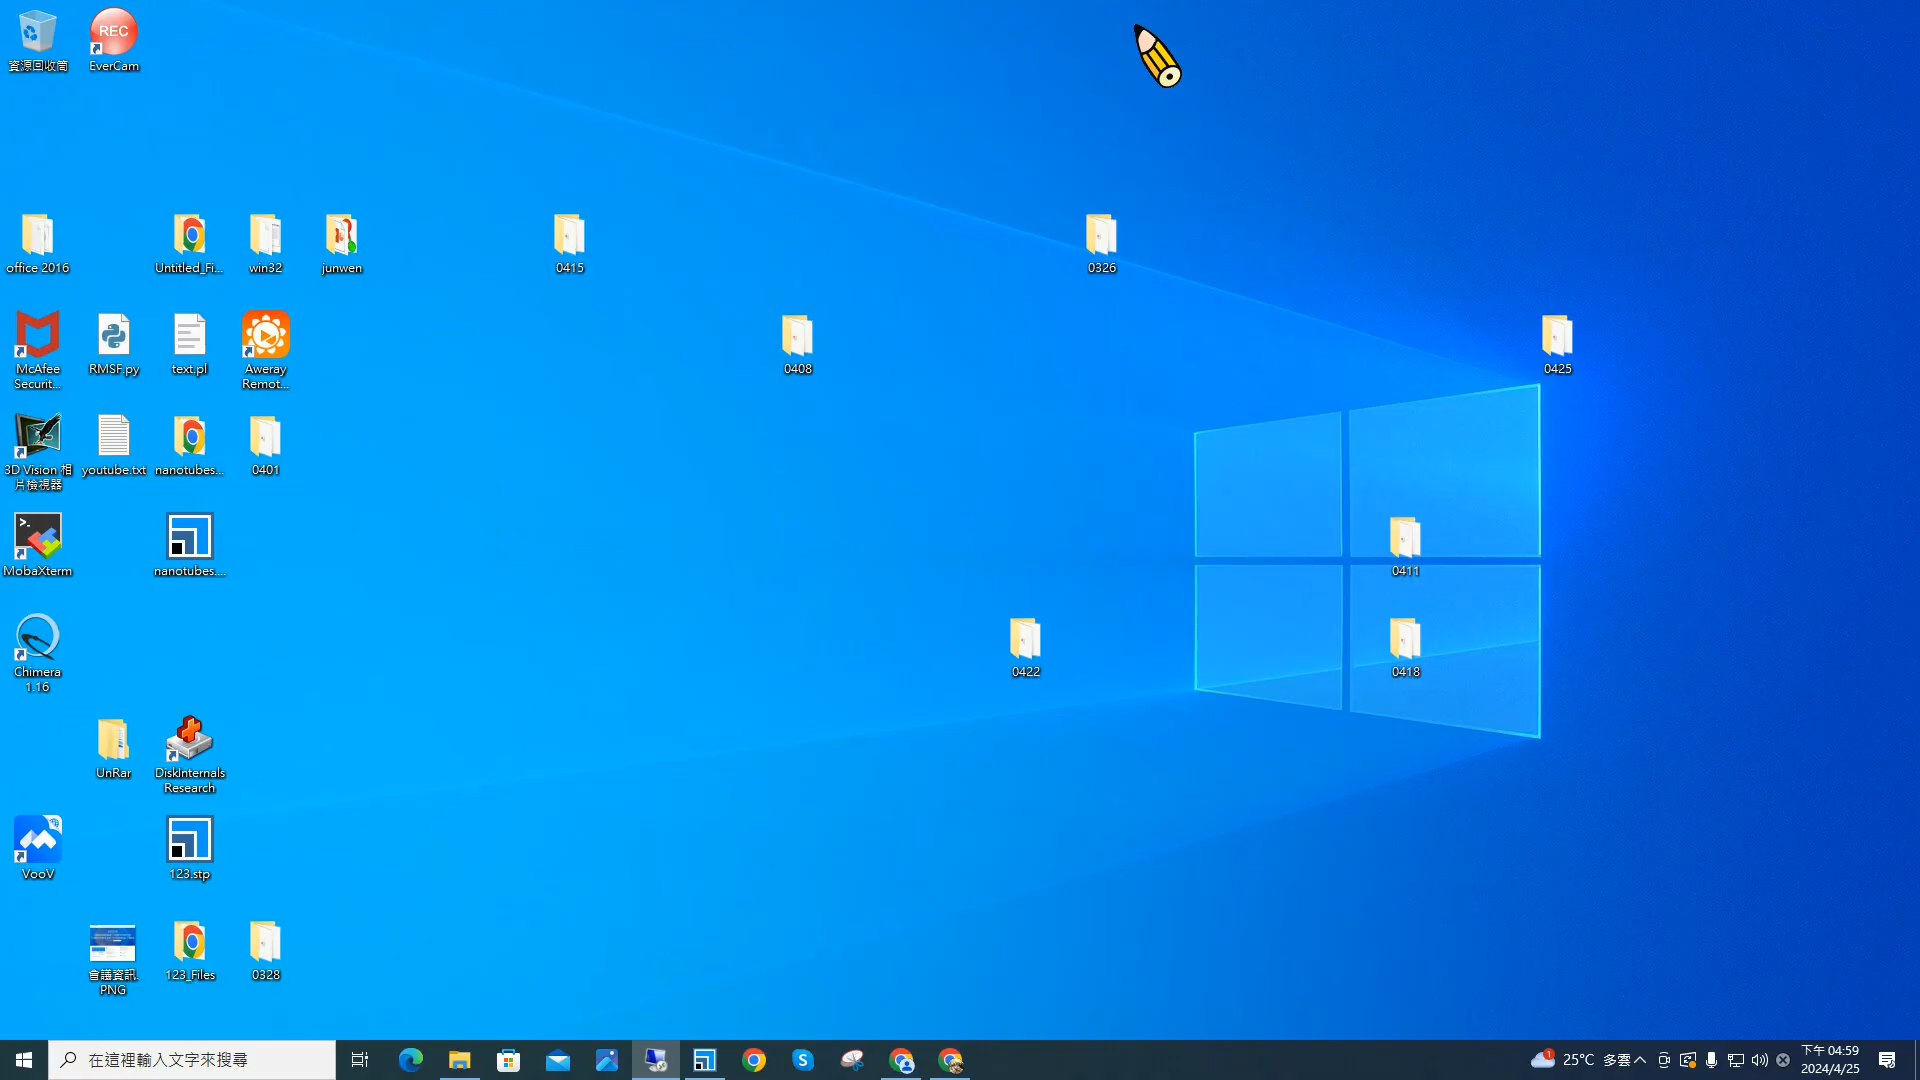 資源回收筒
REC
EverCam
office 2016
Untitled_Fi...
win32
junwen
0415
0326
McAfee
Securit...
RMSF.py
text.pl
Aweray
Remot...
0408
0425
3D Vision 相
片檢視器
youtube.txt
nanotubes...
0401
MobaXterm
nanotubes....
0411
Chimera
1.16
0422
0418
UnRar
DiskInternals
Research
VooV
123.stp
會議資訊.
PNG
123_Files
0328
在這裡輸入文字來搜尋
1
25°C 多雲
下午 04:59
2024/4/25